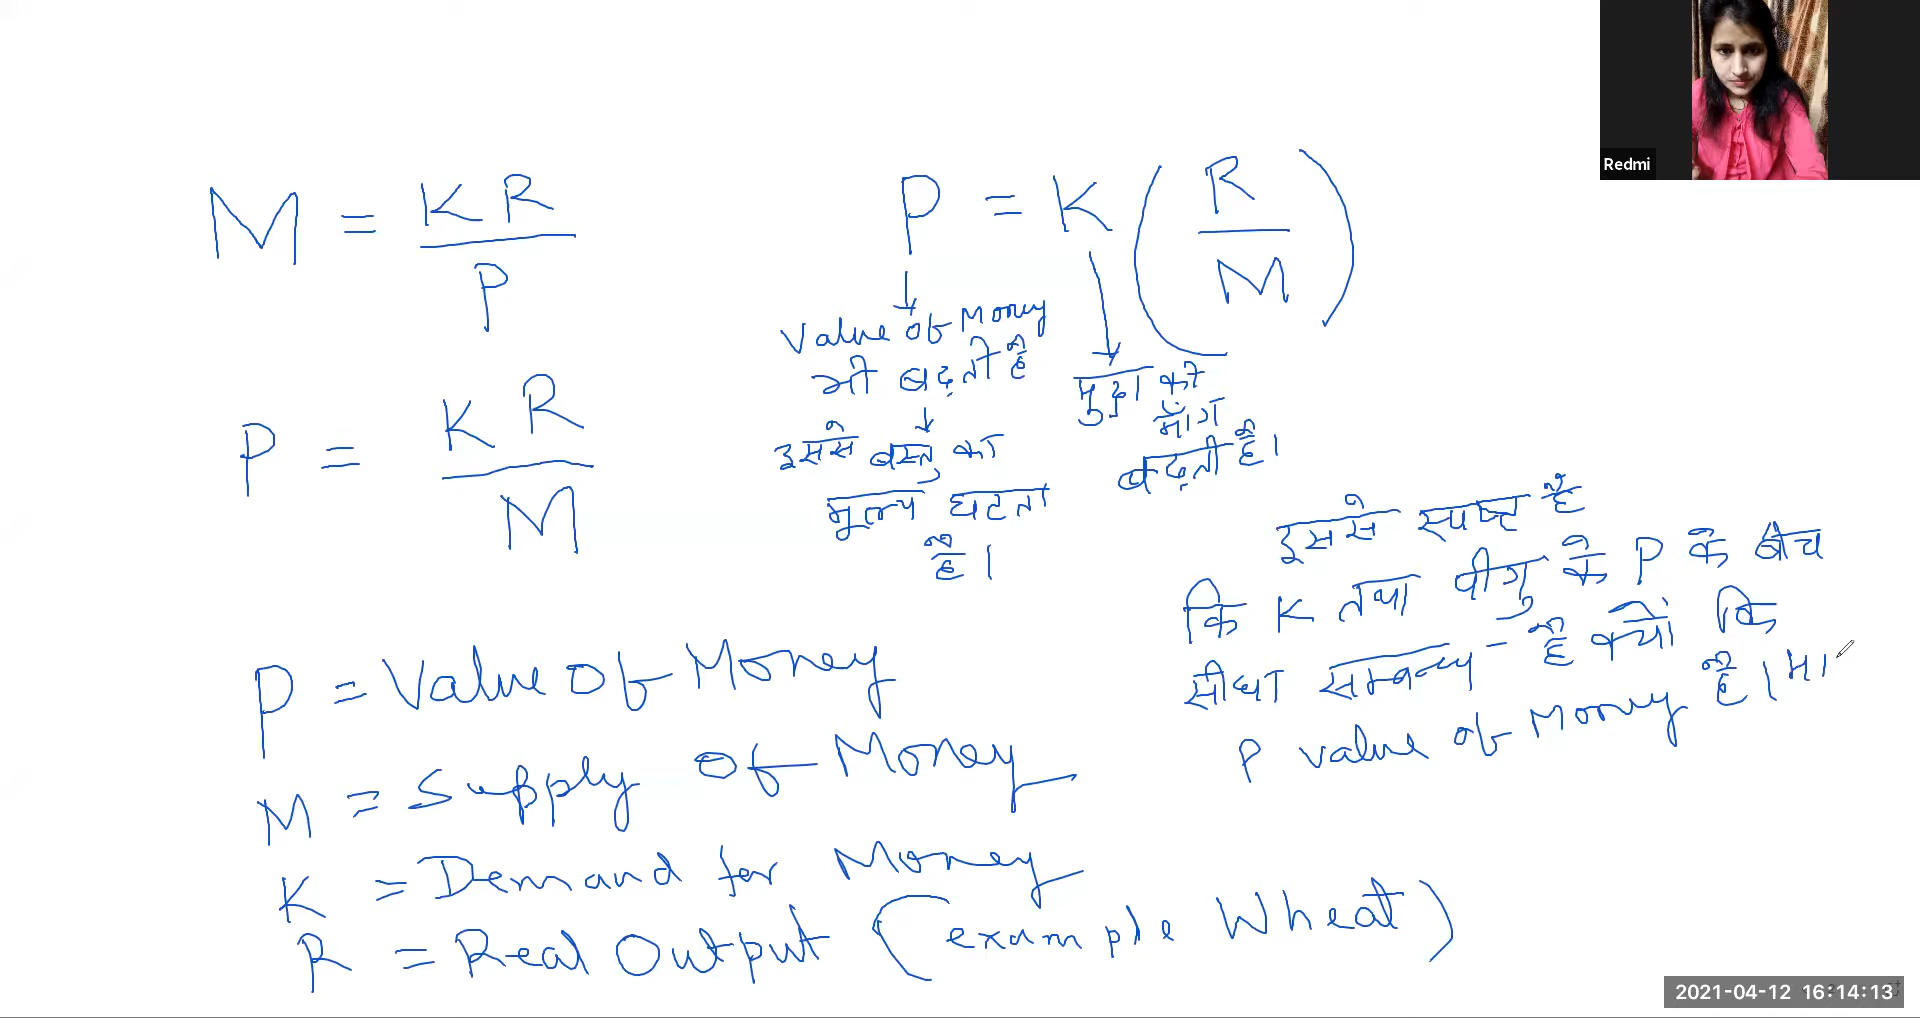 M = KR / P
P = KR / M
P = K (R / M)
Value of Money
भी बढ़ती है
इससे वस्तु का
मूल्य घटता
है।
मुद्रा की
माँग
बढ़ती है।
इससे स्पष्ट है
कि K तथा पीगु के P के बीच
सीधा सम्बन्ध है क्यों कि
P value of Money है। मा
P = Value of Money
M = Supply of Money
K = Demand for Money
R = Real Output (example Wheat)
Redmi
2021-04-12 16:14:13